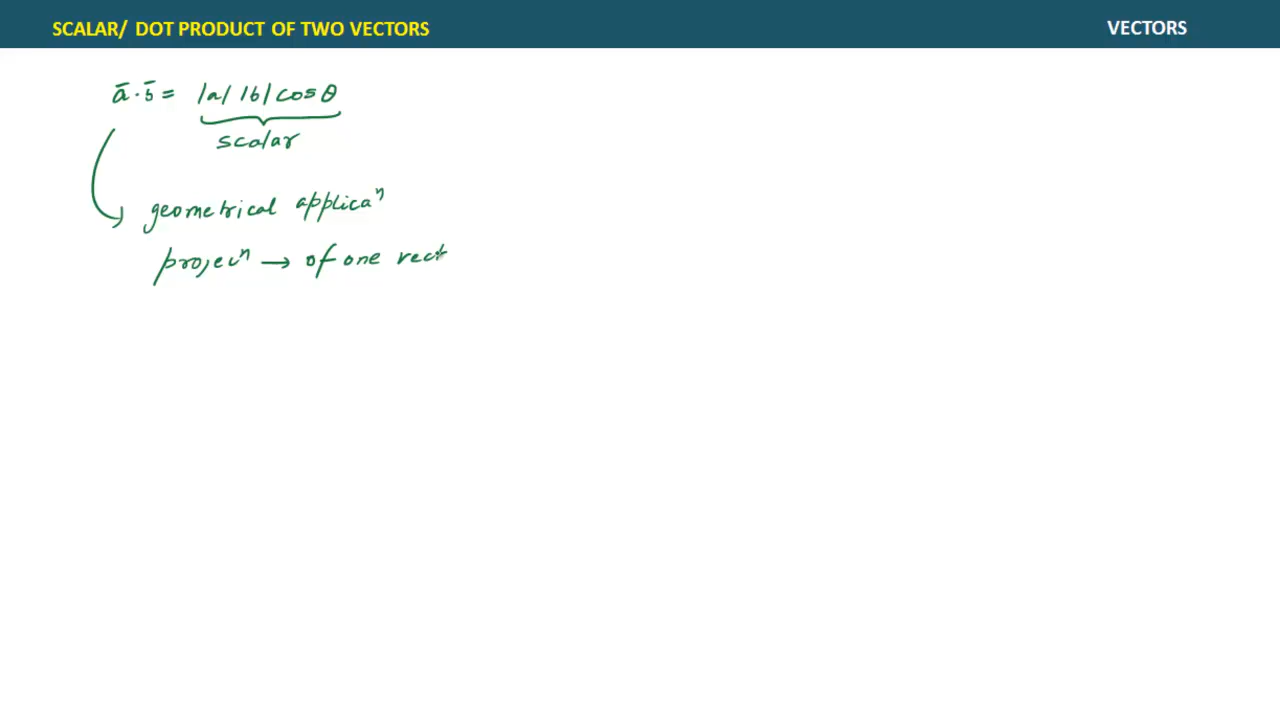 SCALAR/ DOT PRODUCT OF TWO VECTORS
VECTORS
a̅ · b̅ = |a| |b| cos θ
scalar
geometrical applicaⁿ
projecⁿ → of one vect